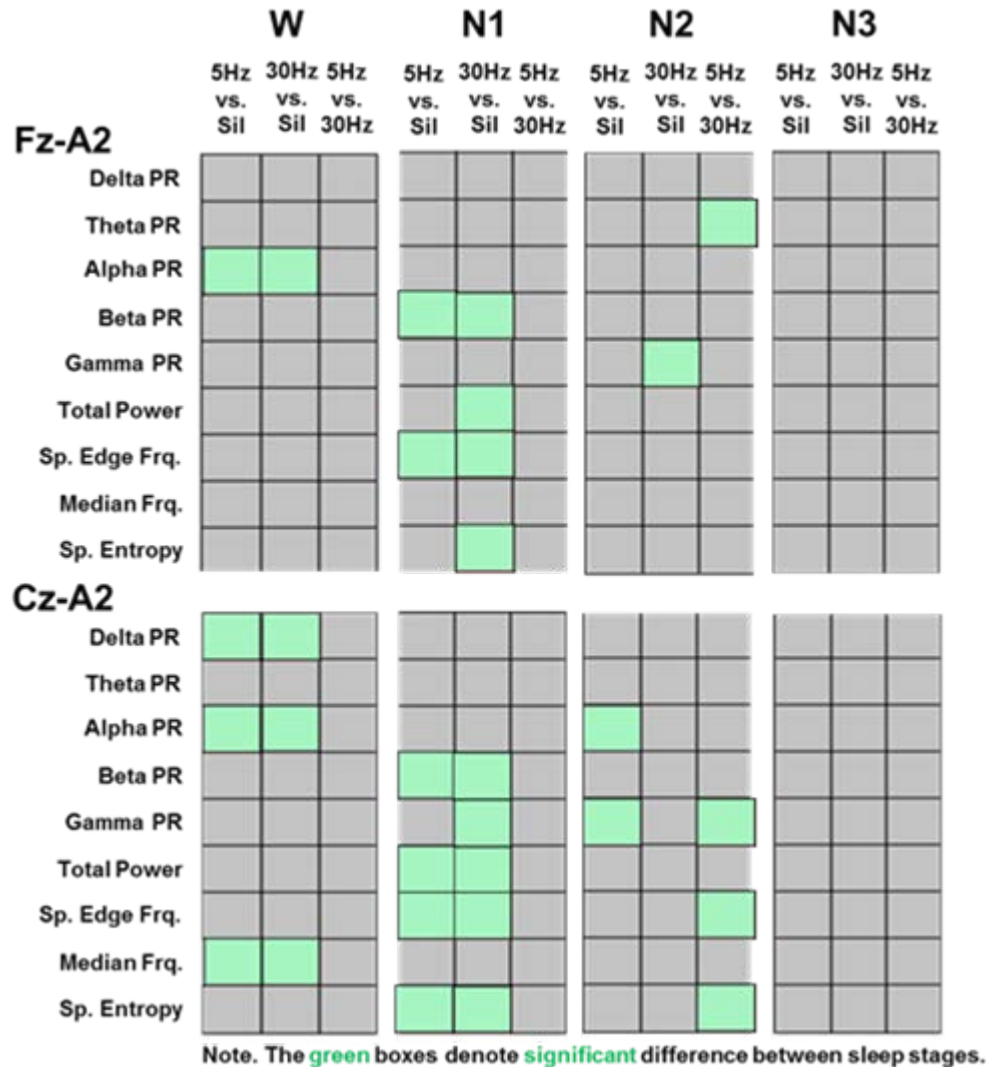 W N1 N2 N3
5Hz 30Hz 5Hz 5Hz 30Hz 5Hz 5Hz 30Hz 5Hz 5Hz 30Hz 5Hz
vs. vs. vs. vs. vs. vs. vs. vs. vs. vs. vs. vs.
Sil Sil 30Hz Sil Sil 30Hz Sil Sil 30Hz Sil Sil 30Hz
Fz-A2
Delta PR
Theta PR
Alpha PR
Beta PR
Gamma PR
Total Power
Sp. Edge Frq.
Median Frq.
Sp. Entropy
Cz-A2
Delta PR
Theta PR
Alpha PR
Beta PR
Gamma PR
Total Power
Sp. Edge Frq.
Median Frq.
Sp. Entropy
Note. The green boxes denote significant difference between sleep stages.